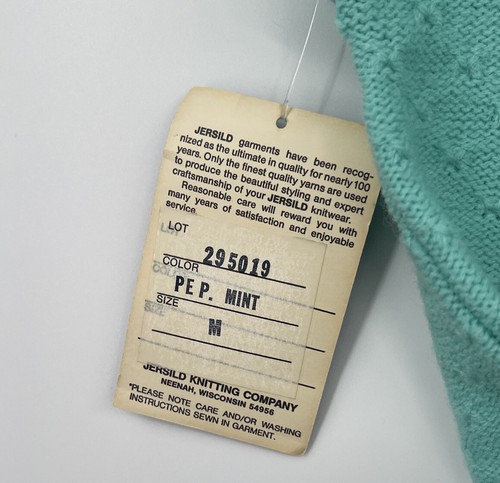 JERSILD garments have been recog-
nized as the ultimate in quality for nearly 100
years. Only the finest quality yarns are used
to produce the beautiful styling and expert
craftsmanship of your JERSILD knitwear.
Reasonable care will reward you with
many years of satisfaction and enjoyable
service.
LOT
295019
COLOR
PEP. MINT
SIZE
M
JERSILD KNITTING COMPANY
NEENAH, WISCONSIN 54956
*PLEASE NOTE CARE AND/OR WASHING
INSTRUCTIONS SEWN IN GARMENT.